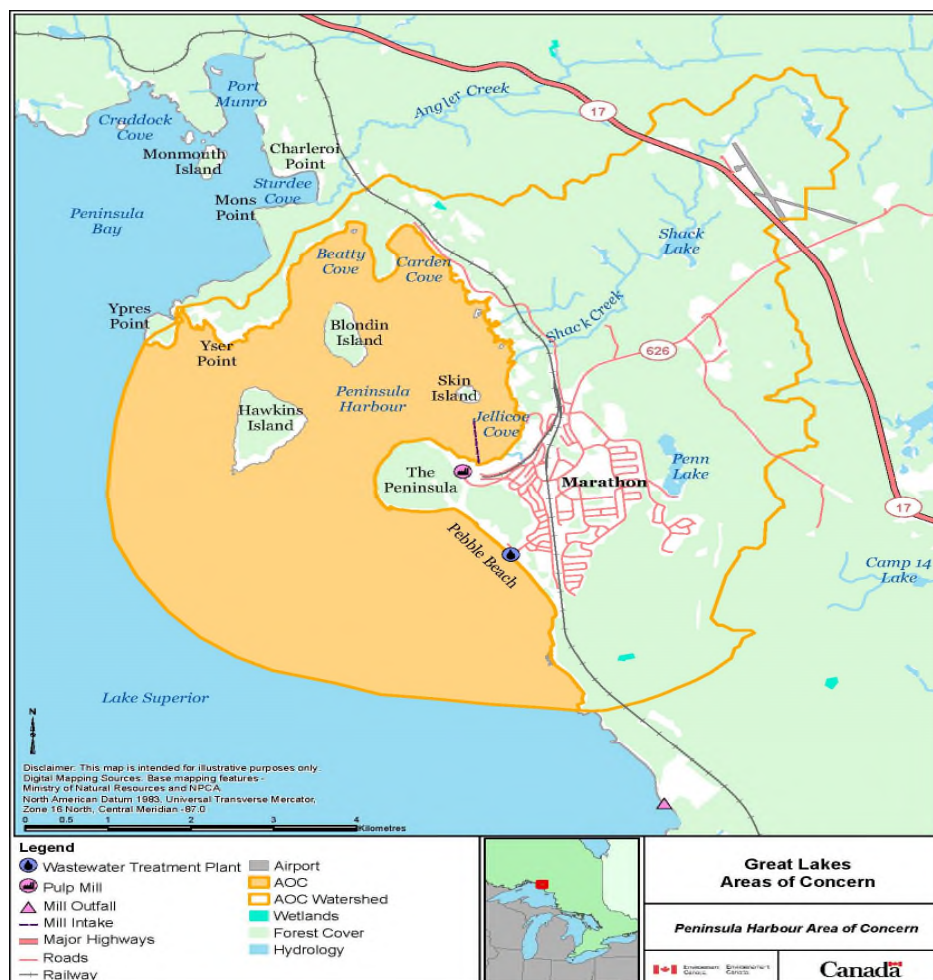 Port
Munro
Craddock
Cove
Angler Creek
17
Monmouth
Island
Charleroi
Point
Sturdee
Cove
Mons
Point
Peninsula
Bay
Shack
Lake
Beatty
Cove
Carden
Cove
Ypres
Point
Yser
Point
Blondin
Island
Shack Creek
626
Skin
Island
Peninsula
Harbour
Hawkins
Island
Jellicoe
Cove
The
Peninsula
Marathon
Penn
Lake
17
Pebble Beach
Camp 14
Lake
Lake Superior
N
Disclaimer: This map is intended for illustrative purposes only.
Digital Mapping Sources: Base mapping features -
Ministry of Natural Resources and NPCA
North American Datum 1983, Universal Transverse Mercator,
Zone 16 North, Central Meridian -87.0
0 0.5 1 2 3 4
Kilometres
Legend
Wastewater Treatment Plant
Pulp Mill
Mill Outfall
Mill Intake
Major Highways
Roads
Railway
Airport
AOC
AOC Watershed
Wetlands
Forest Cover
Hydrology
Great Lakes
Areas of Concern
Peninsula Harbour Area of Concern
Environment
Canada
Environnement
Canada
Canada